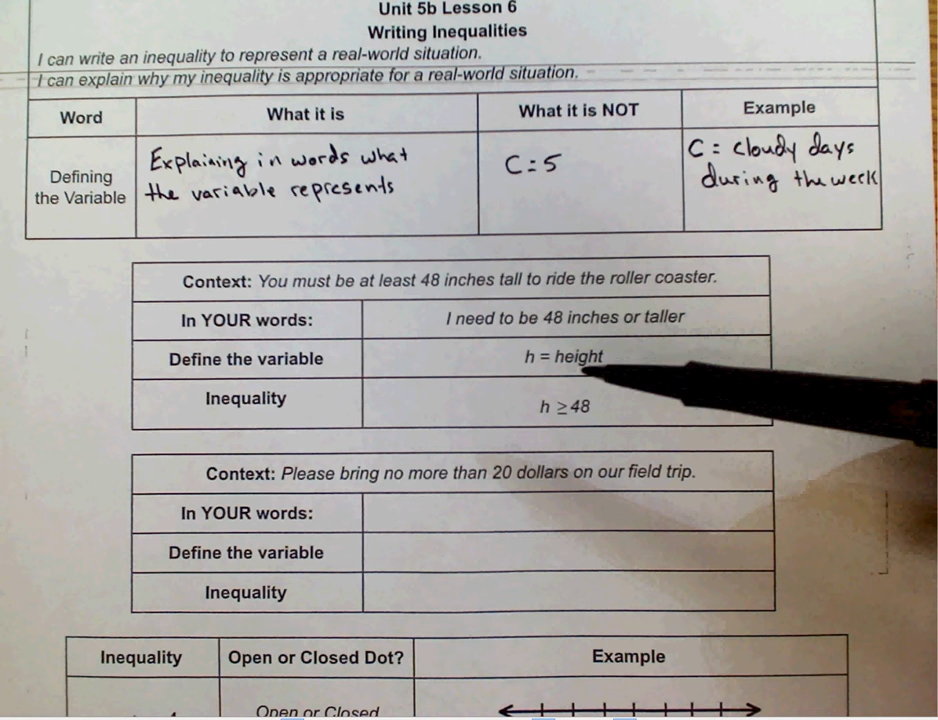 Unit 5b Lesson 6
Writing Inequalities
I can write an inequality to represent a real-world situation.
I can explain why my inequality is appropriate for a real-world situation.
Word What it is What it is NOT Example
Defining the Variable
Explaining in words what
the variable represents
C = 5
C = cloudy days
during the week
Context: You must be at least 48 inches tall to ride the roller coaster.
In YOUR words: I need to be 48 inches or taller
Define the variable h = height
Inequality h ≥ 48
Context: Please bring no more than 20 dollars on our field trip.
In YOUR words:
Define the variable
Inequality
Inequality Open or Closed Dot? Example
Open or Closed